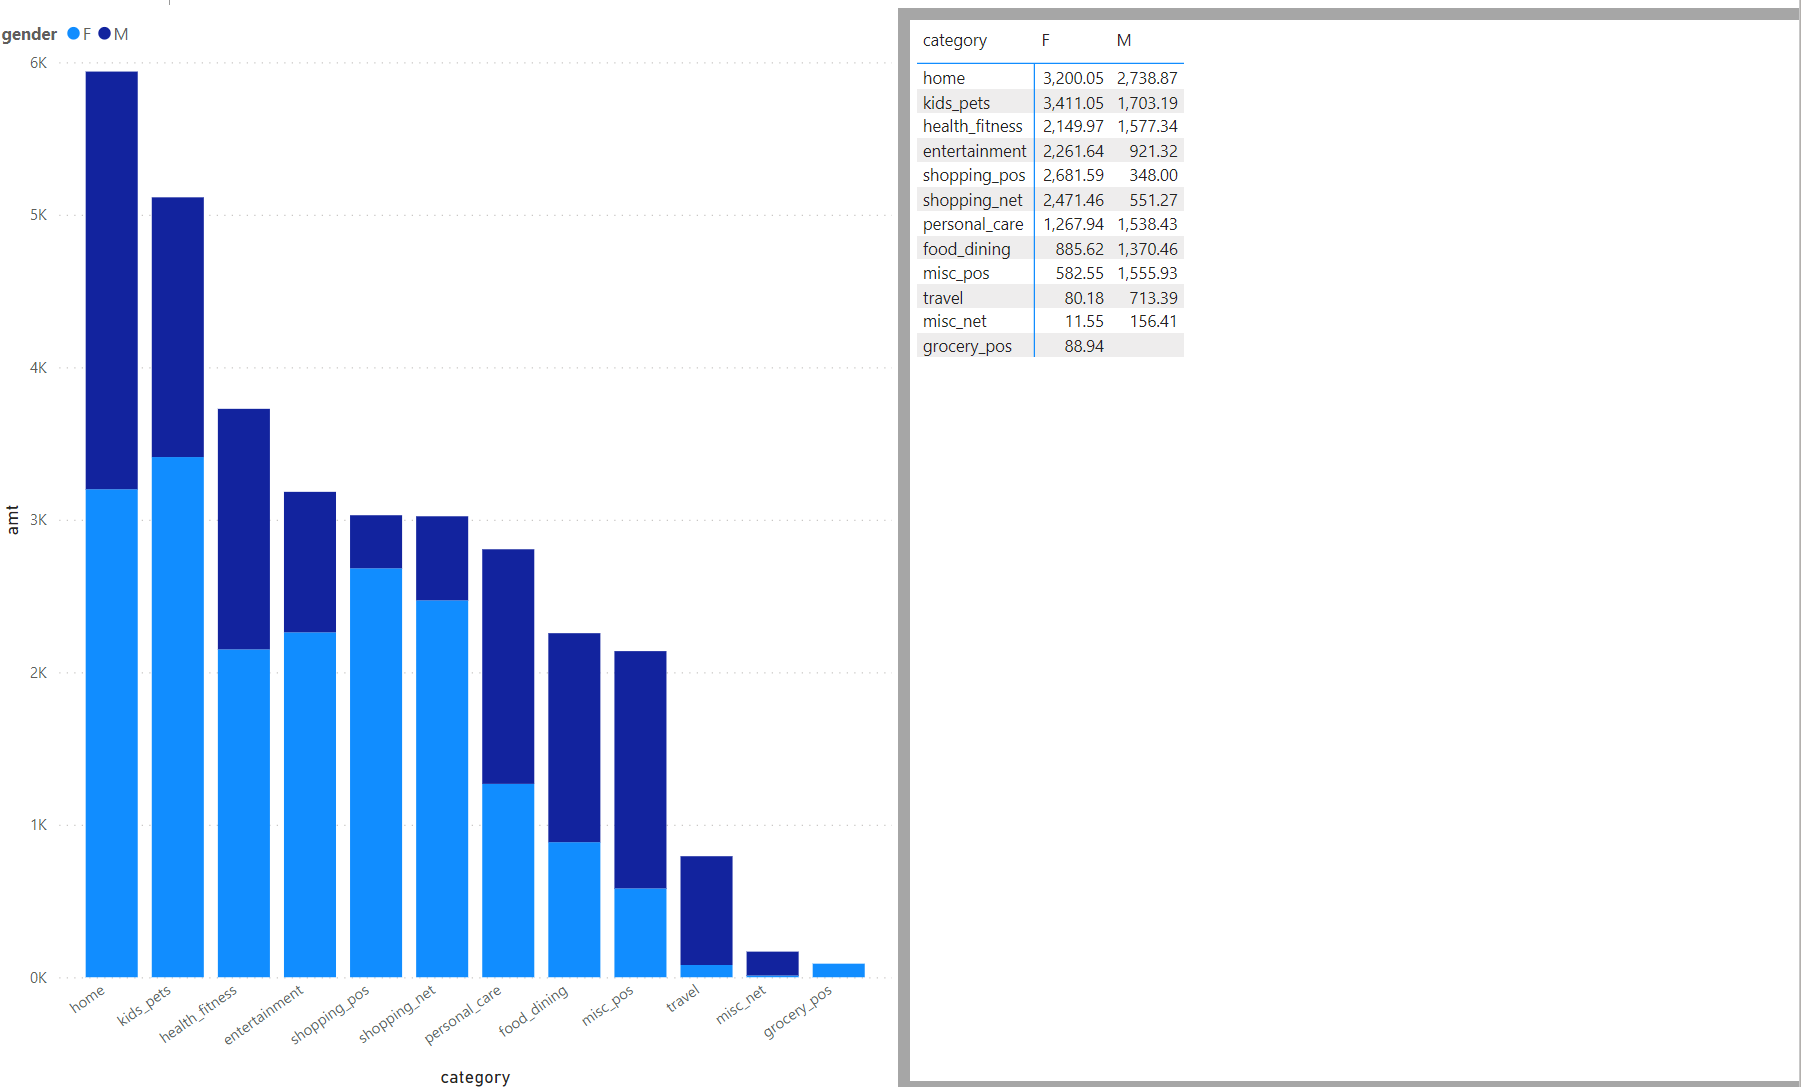 gender F M
6K
5K
4K
3K
2K
1K
0K
amt
home
kids_pets
health_fitness
entertainment
shopping_pos
shopping_net
personal_care
food_dining
misc_pos
travel
misc_net
grocery_pos
category
category F M
home 3,200.05 2,738.87
kids_pets 3,411.05 1,703.19
health_fitness 2,149.97 1,577.34
entertainment 2,261.64 921.32
shopping_pos 2,681.59 348.00
shopping_net 2,471.46 551.27
personal_care 1,267.94 1,538.43
food_dining 885.62 1,370.46
misc_pos 582.55 1,555.93
travel 80.18 713.39
misc_net 11.55 156.41
grocery_pos 88.94